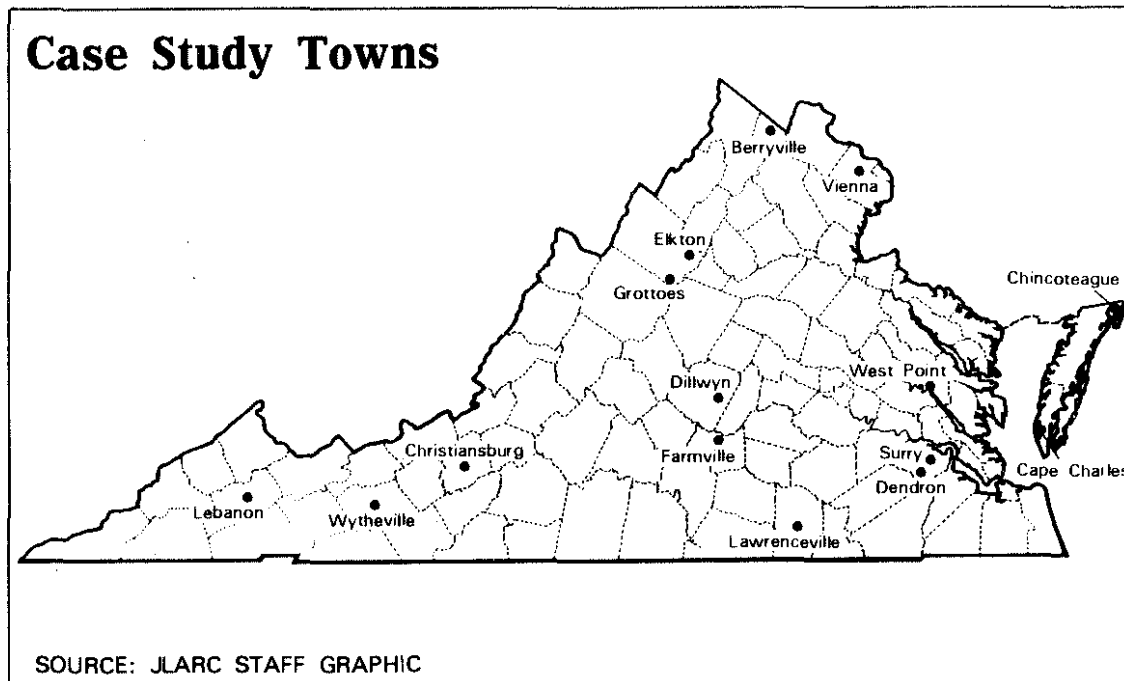 Case Study Towns
Berryville
Vienna
Elkton
Grottoes
Chincoteague
Dillwyn
West Point
Christiansburg
Farmville
Surry
Cape Charles
Dendron
Lebanon
Wytheville
Lawrenceville
SOURCE: JLARC STAFF GRAPHIC